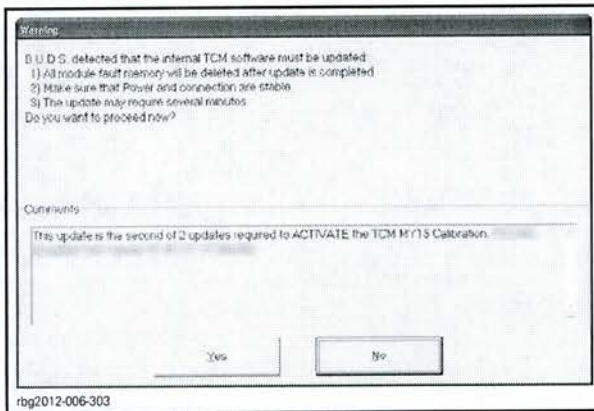 Warning
B.U.D.S. detected that the internal TCM software must be updated
1) All module fault memory will be deleted after update is completed
2) Make sure that Power and connection are stable
3) The update may require several minutes
Do you want to proceed now?
Comments
This update is the second of 2 updates required to ACTIVATE the TCM MY15 Calibration.
Yes
No
rbg2012-006-303